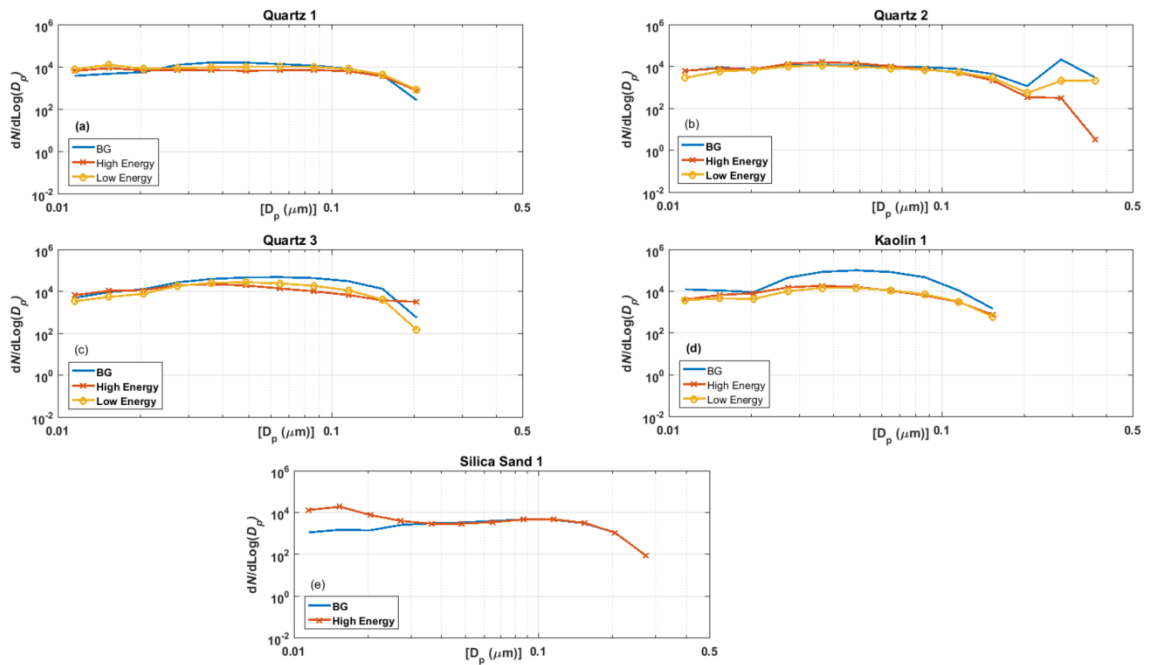 Quartz 1
dN/dLog(D_p)
10^6
10^4
10^2
10^0
10^-2
(a)
BG
High Energy
Low Energy
0.01
0.1
0.5
[D_p (μm)]
Quartz 2
dN/dLog(D_p)
10^6
10^4
10^2
10^0
10^-2
(b)
BG
High Energy
Low Energy
0.01
0.1
0.5
[D_p (μm)]
Quartz 3
dN/dLog(D_p)
10^6
10^4
10^2
10^0
10^-2
(c)
BG
High Energy
Low Energy
0.01
0.1
0.5
[D_p (μm)]
Kaolin 1
dN/dLog(D_p)
10^6
10^4
10^2
10^0
10^-2
(d)
BG
High Energy
Low Energy
0.01
0.1
0.5
[D_p (μm)]
Silica Sand 1
dN/dLog(D_p)
10^6
10^4
10^2
10^0
10^-2
(e)
BG
High Energy
0.01
0.1
0.5
[D_p (μm)]